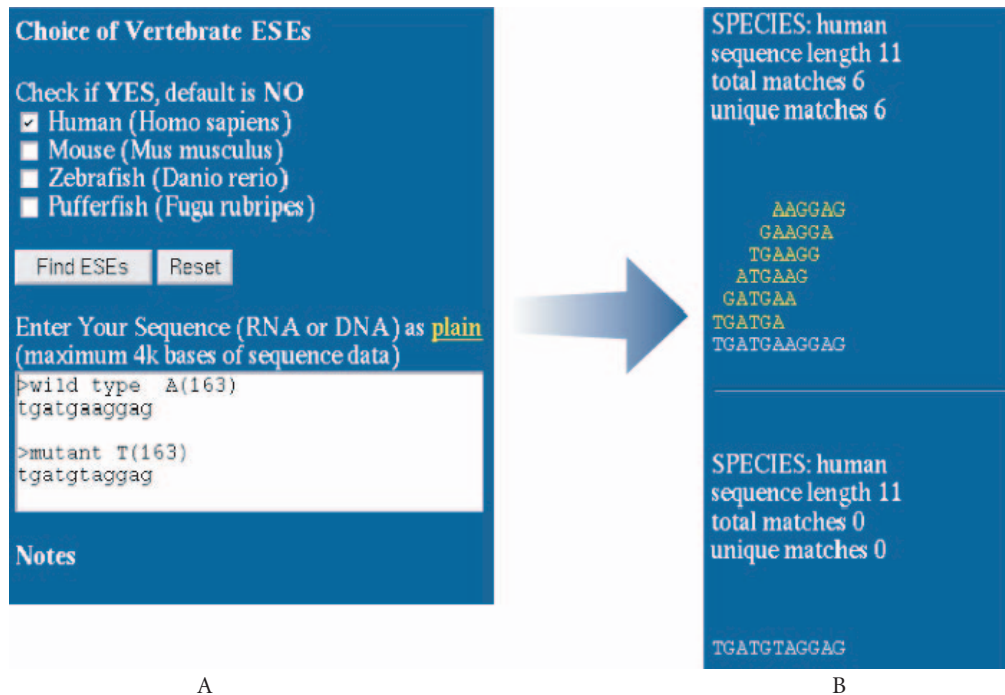 Choice of Vertebrate ESEs
Check if YES, default is NO
Human (Homo sapiens)
Mouse (Mus musculus)
Zebrafish (Danio rerio)
Pufferfish (Fugu rubripes)
Find ESEs Reset
Enter Your Sequence (RNA or DNA) as plain
(maximum 4k bases of sequence data)
>wild type A(163)
tgatgaaggag
>mutant T(163)
tgatgtaggag
Notes
A
SPECIES: human
sequence length 11
total matches 6
unique matches 6
AAGGAG
GAAGGA
TGAAGG
ATGAAG
GATGAA
TGATGA
TGATGAAGGAG
SPECIES: human
sequence length 11
total matches 0
unique matches 0
TGATGTAGGAG
B